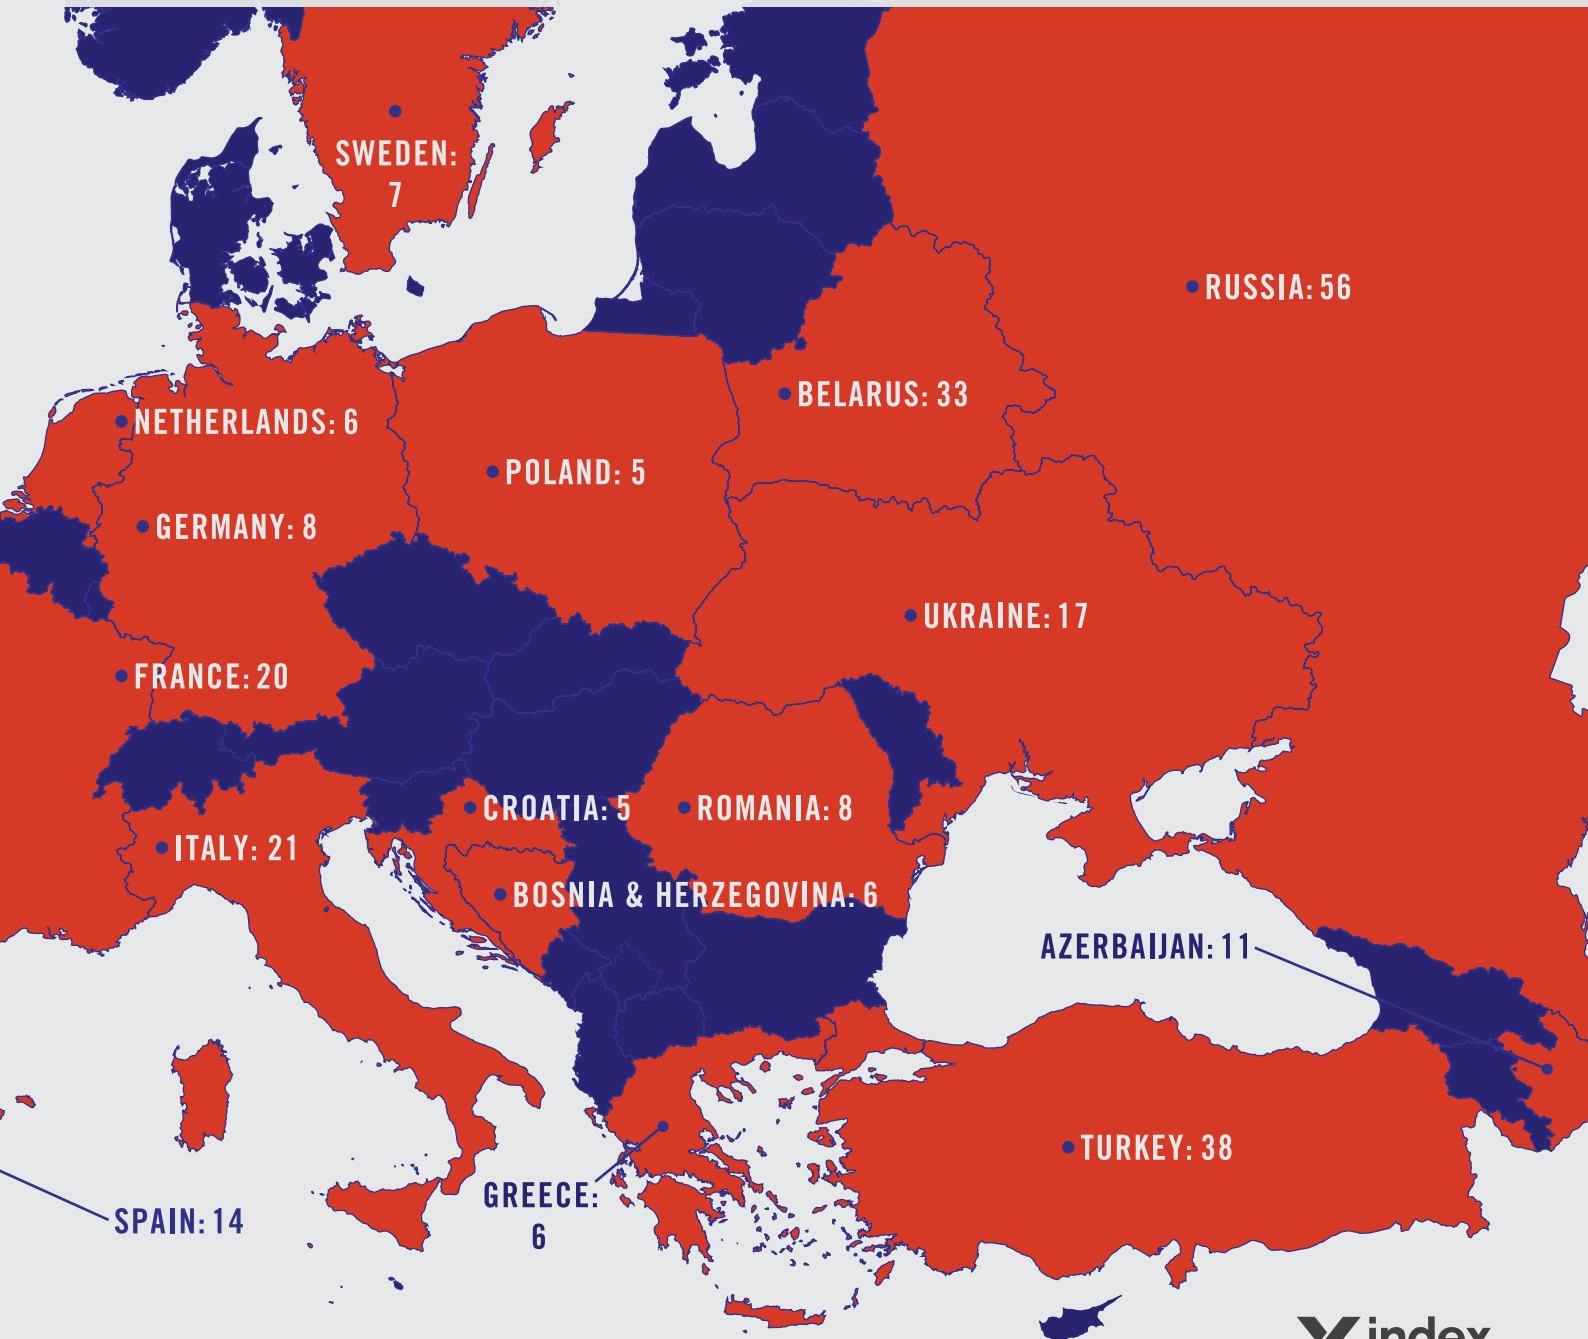 SWEDEN:
7
RUSSIA: 56
BELARUS: 33
NETHERLANDS: 6
POLAND: 5
GERMANY: 8
UKRAINE: 17
FRANCE: 20
CROATIA: 5
ROMANIA: 8
ITALY: 21
BOSNIA & HERZEGOVINA: 6
AZERBAIJAN: 11
TURKEY: 38
GREECE:
6
SPAIN: 14
index